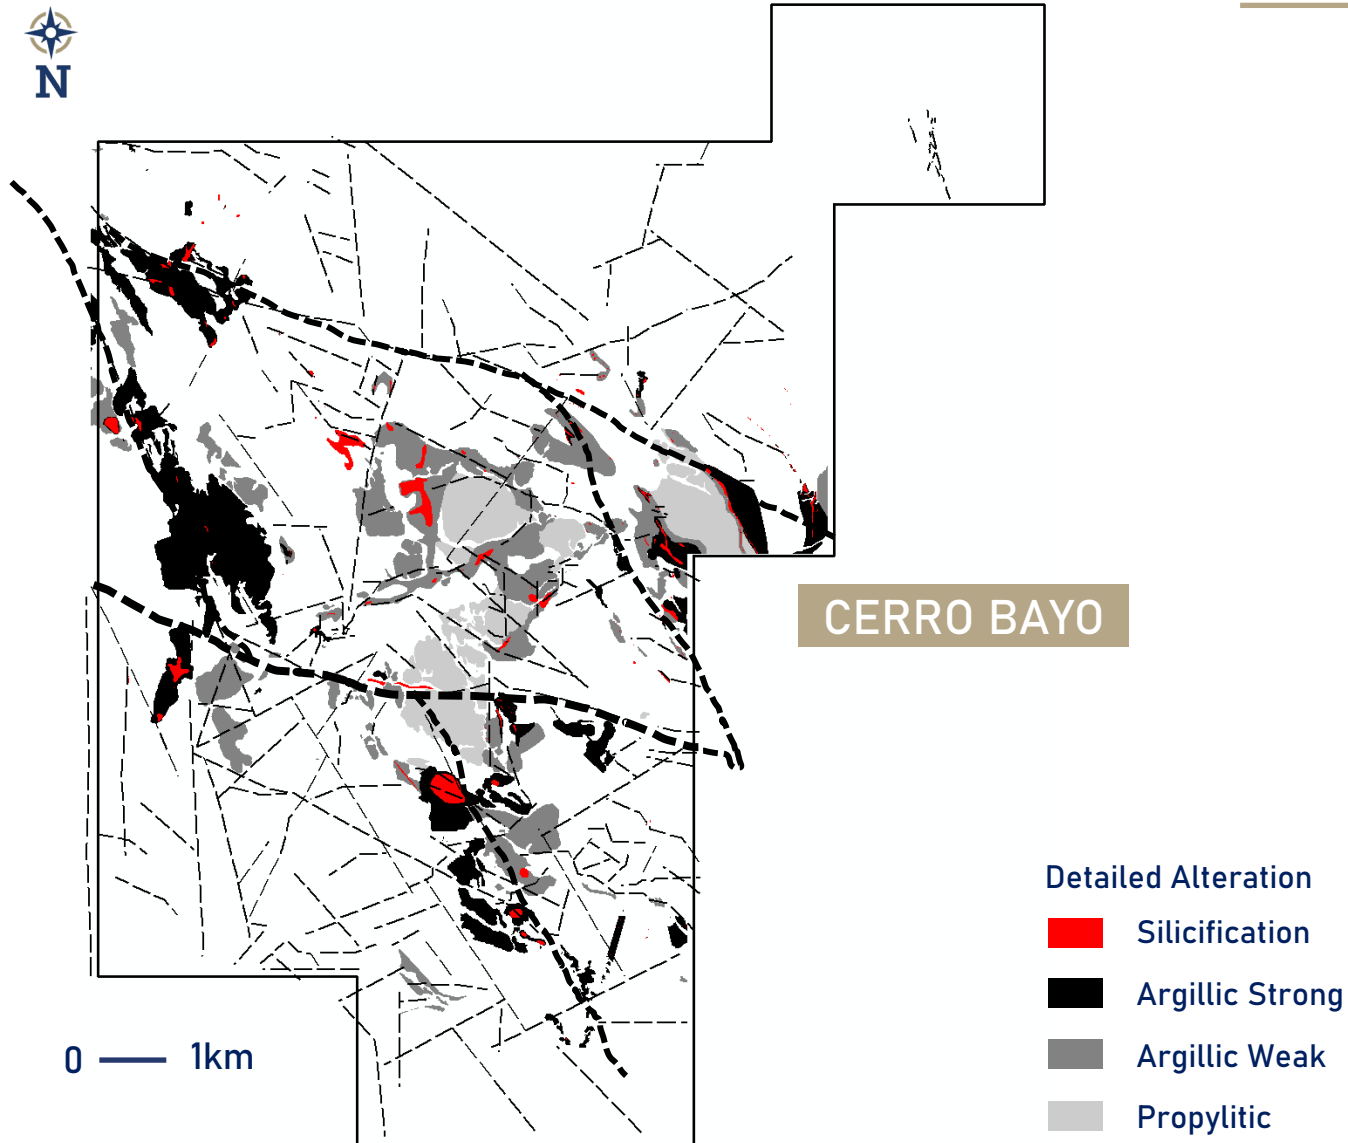 N
CERRO BAYO
Detailed Alteration
Silicification
Argillic Strong
Argillic Weak
Propylitic
0 1km